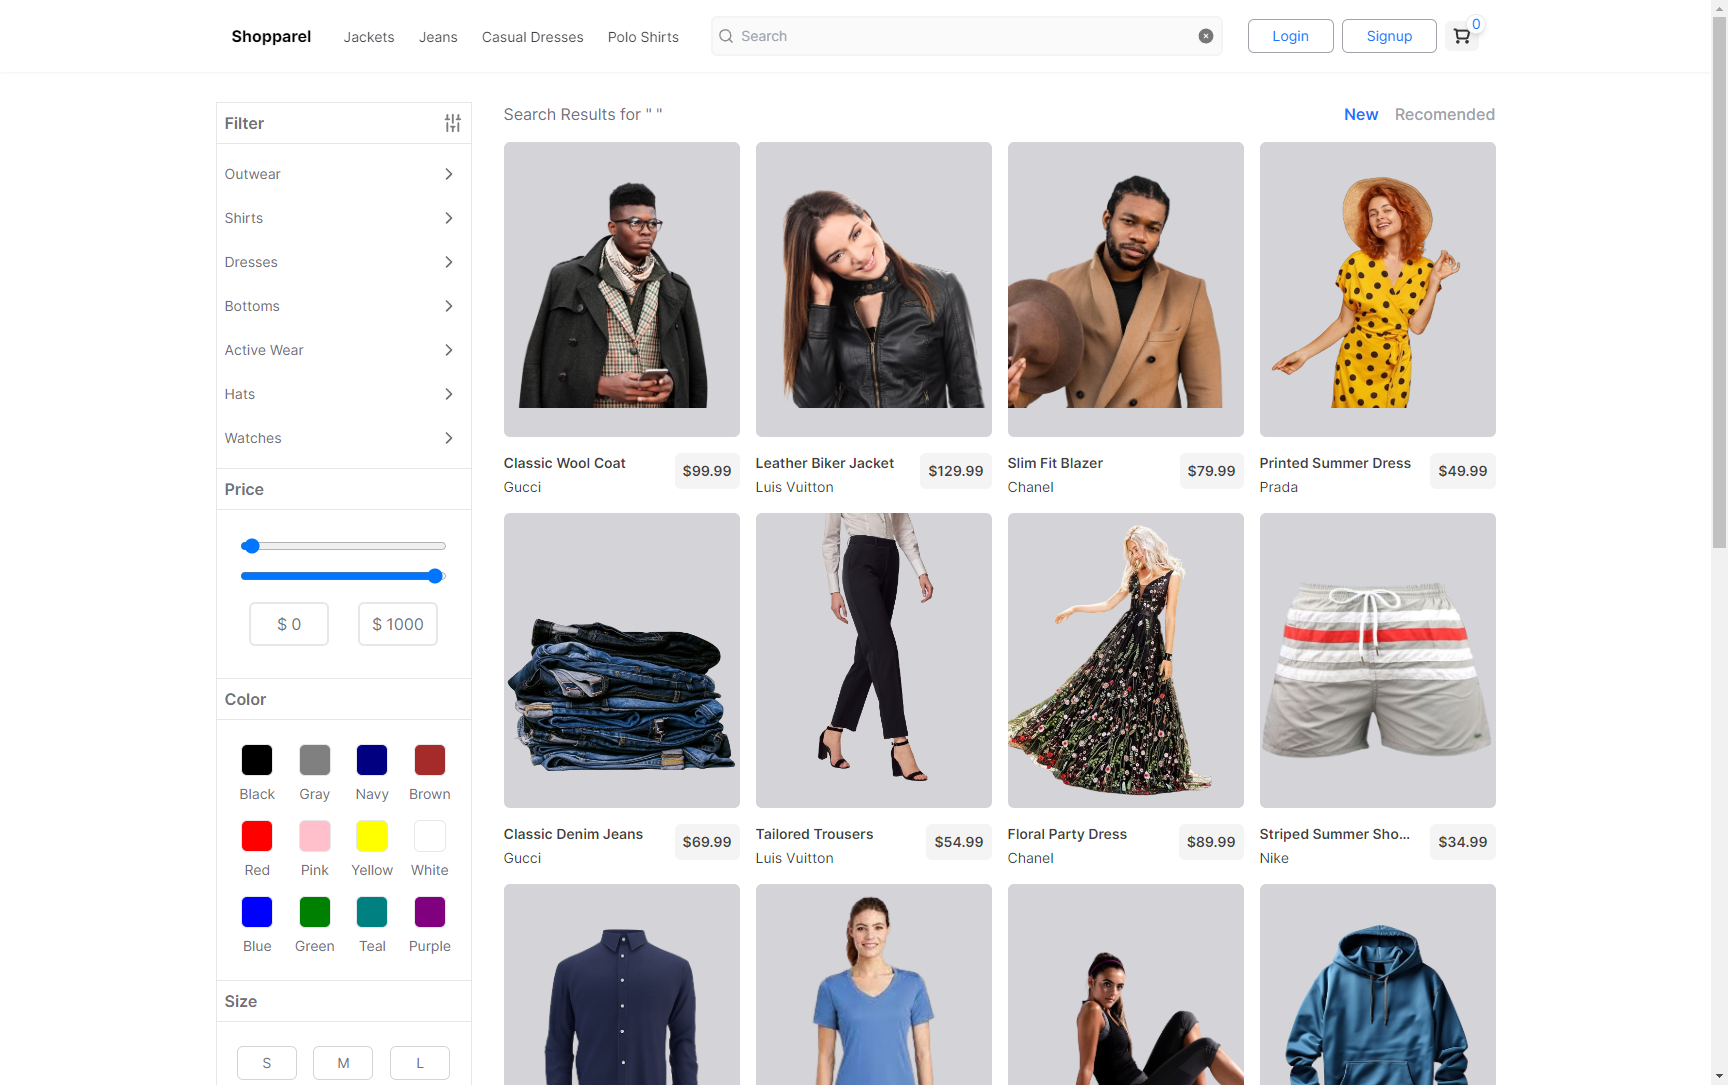 Shopparel
Jackets
Jeans
Casual Dresses
Polo Shirts
Search
Login
Signup
0
Filter
Outwear
Shirts
Dresses
Bottoms
Active Wear
Hats
Watches
Price
$ 0
$ 1000
Color
Black
Gray
Navy
Brown
Red
Pink
Yellow
White
Blue
Green
Teal
Purple
Size
S
M
L
Search Results for " "
New
Recomended
Classic Wool Coat
Gucci
$99.99
Leather Biker Jacket
Luis Vuitton
$129.99
Slim Fit Blazer
Chanel
$79.99
Printed Summer Dress
Prada
$49.99
Classic Denim Jeans
Gucci
$69.99
Tailored Trousers
Luis Vuitton
$54.99
Floral Party Dress
Chanel
$89.99
Striped Summer Sho...
Nike
$34.99